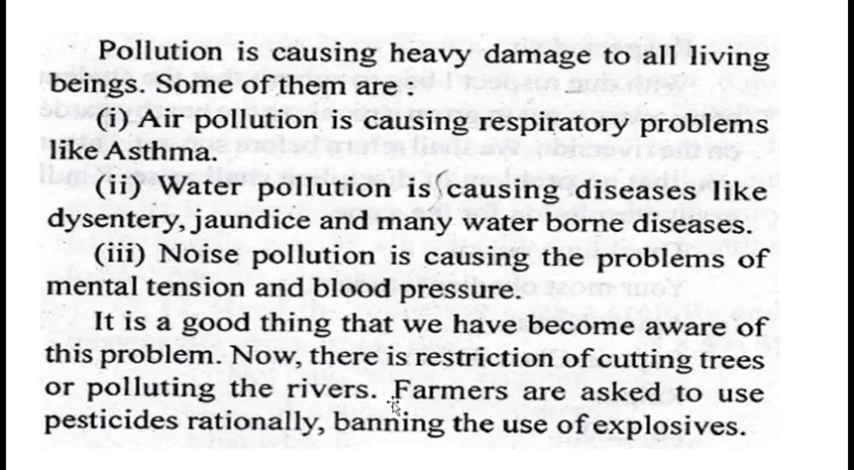 Pollution is causing heavy damage to all living
beings. Some of them are :
(i) Air pollution is causing respiratory problems
like Asthma.
(ii) Water pollution is causing diseases like
dysentery, jaundice and many water borne diseases.
(iii) Noise pollution is causing the problems of
mental tension and blood pressure.
It is a good thing that we have become aware of
this problem. Now, there is restriction of cutting trees
or polluting the rivers. Farmers are asked to use
pesticides rationally, banning the use of explosives.